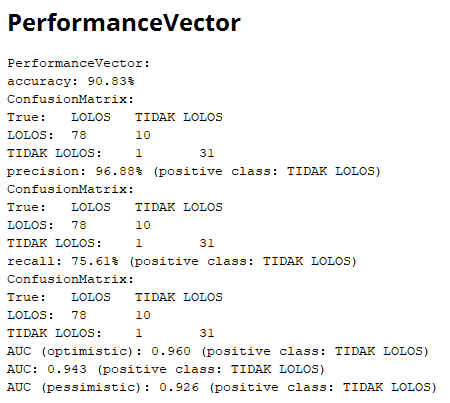 PerformanceVector
PerformanceVector:
accuracy: 90.83%
ConfusionMatrix:
True: LOLOS TIDAK LOLOS
LOLOS: 78 10
TIDAK LOLOS: 1 31
precision: 96.88% (positive class: TIDAK LOLOS)
ConfusionMatrix:
True: LOLOS TIDAK LOLOS
LOLOS: 78 10
TIDAK LOLOS: 1 31
recall: 75.61% (positive class: TIDAK LOLOS)
ConfusionMatrix:
True: LOLOS TIDAK LOLOS
LOLOS: 78 10
TIDAK LOLOS: 1 31
AUC (optimistic): 0.960 (positive class: TIDAK LOLOS)
AUC: 0.943 (positive class: TIDAK LOLOS)
AUC (pessimistic): 0.926 (positive class: TIDAK LOLOS)